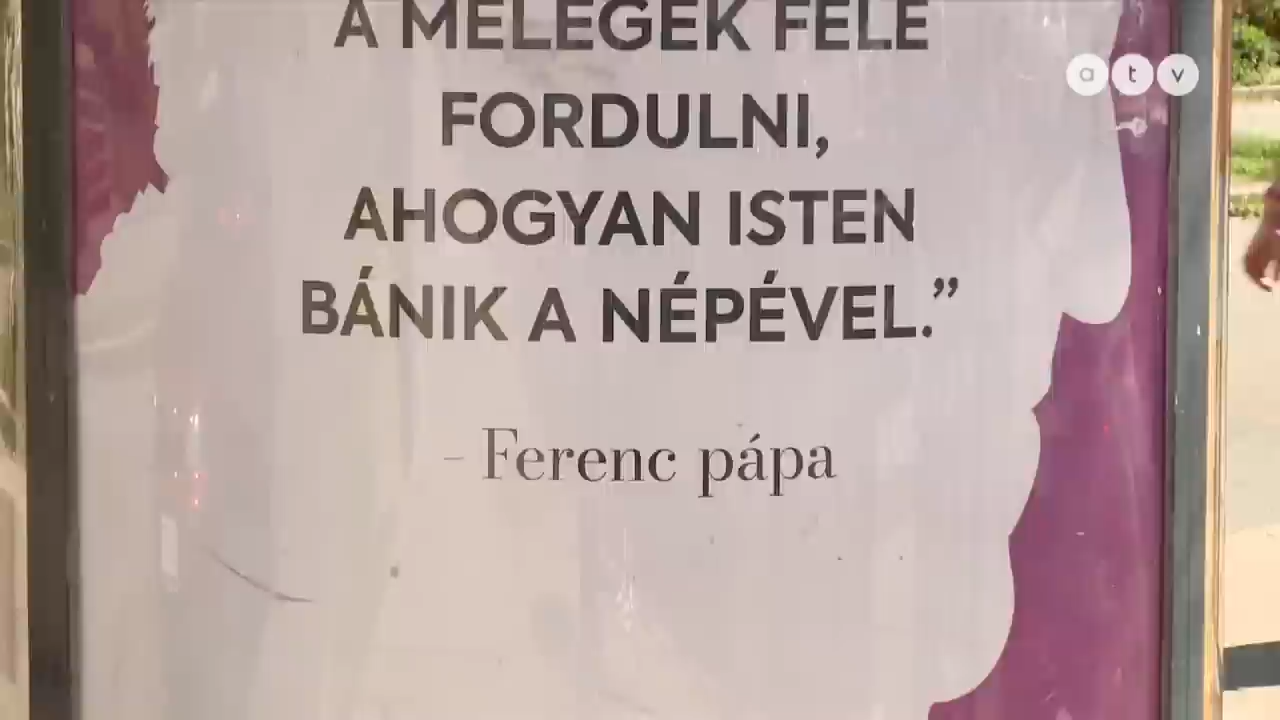 A MELEGEK FELÉ
FORDULNI,
AHOGYAN ISTEN
BÁNIK A NÉPÉVEL.”
– Ferenc pápa
atv